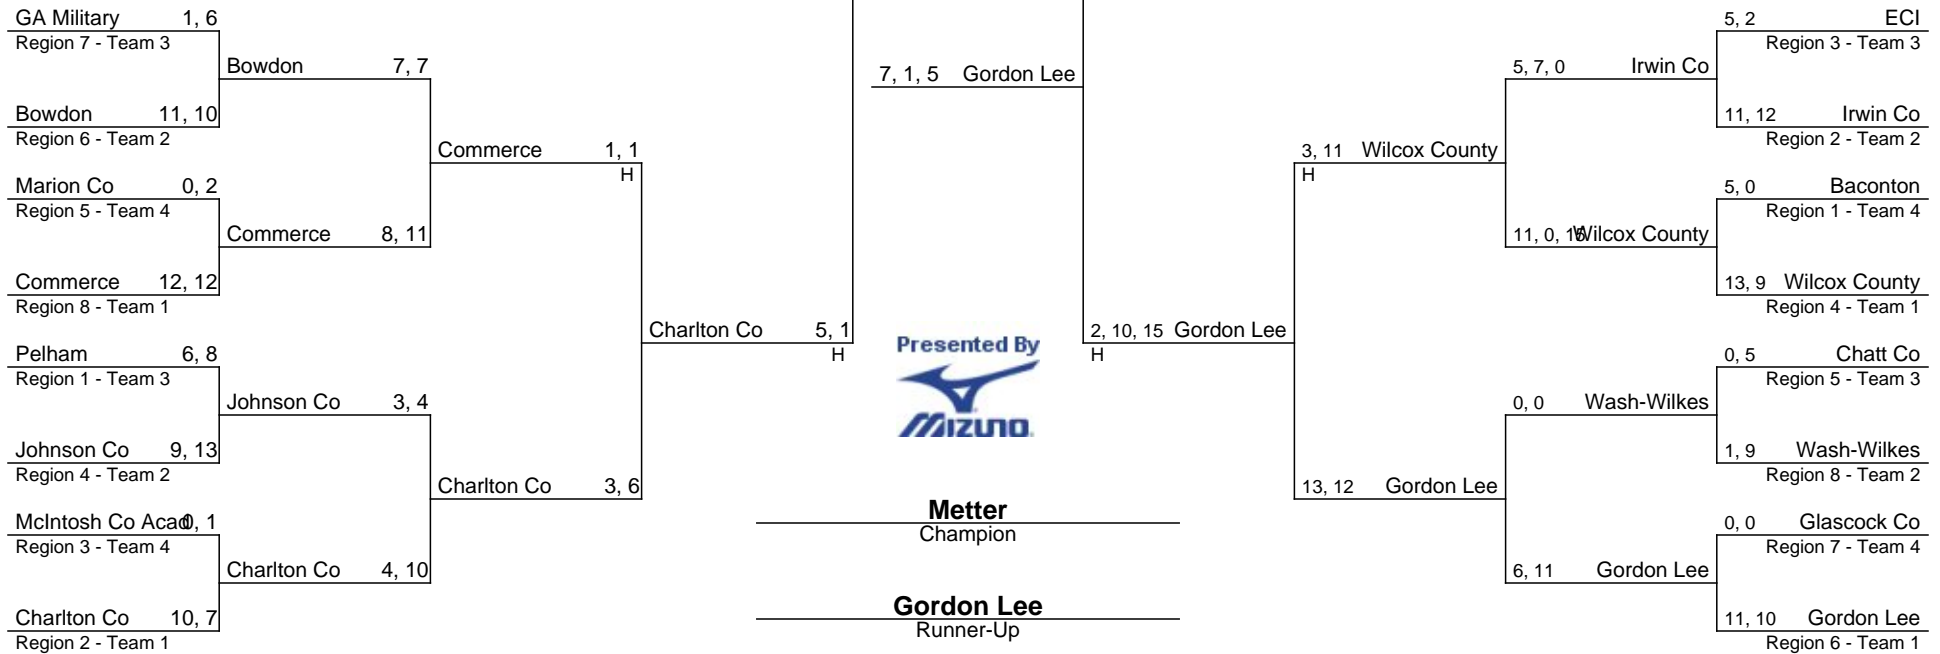 GA Military 1, 6
Region 7 - Team 3
Bowdon 11, 10
Region 6 - Team 2
Marion Co 0, 2
Region 5 - Team 4
Commerce 12, 12
Region 8 - Team 1
Pelham 6, 8
Region 1 - Team 3
Johnson Co 9, 13
Region 4 - Team 2
McIntosh Co Acad 0, 1
Region 3 - Team 4
Charlton Co 10, 7
Region 2 - Team 1
Bowdon 7, 7
Commerce 8, 11
Johnson Co 3, 4
Charlton Co 4, 10
Commerce 1, 1
H
Charlton Co 3, 6
Charlton Co 5, 1
H
7, 1, 5 Gordon Lee
Presented By
MIZUNO
Metter
Champion
Gordon Lee
Runner-Up
2, 10, 15 Gordon Lee
H
3, 11 Wilcox County
H
13, 12 Gordon Lee
5, 7, 0 Irwin Co
11, 0, 15 Wilcox County
0, 0 Wash-Wilkes
6, 11 Gordon Lee
5, 2 ECI
Region 3 - Team 3
11, 12 Irwin Co
Region 2 - Team 2
5, 0 Baconton
Region 1 - Team 4
13, 9 Wilcox County
Region 4 - Team 1
0, 5 Chatt Co
Region 5 - Team 3
1, 9 Wash-Wilkes
Region 8 - Team 2
0, 0 Glascock Co
Region 7 - Team 4
11, 10 Gordon Lee
Region 6 - Team 1